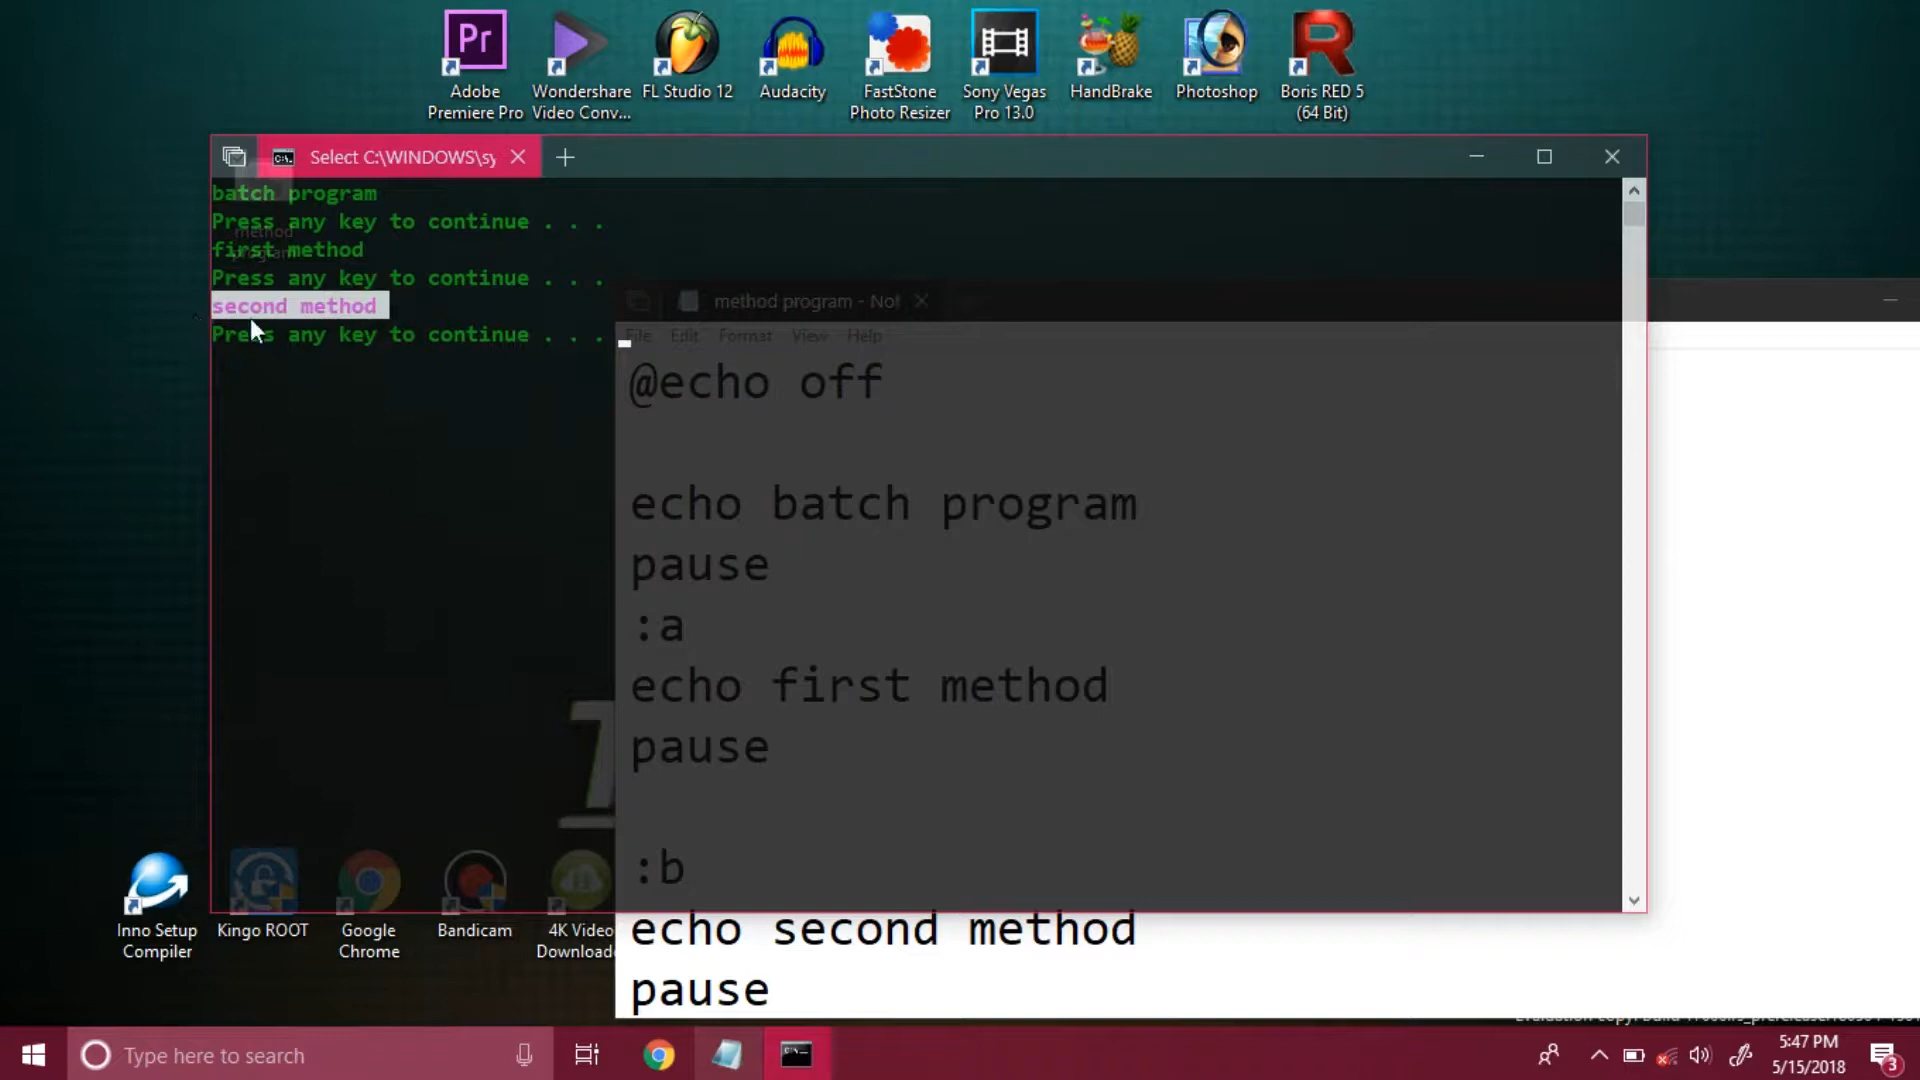 Pr
Adobe
Premiere Pro
Wondershare
Video Conv...
FL Studio 12
Audacity
FastStone
Photo Resizer
Sony Vegas
Pro 13.0
HandBrake
Photoshop
Boris RED 5
(64 Bit)
C:\. Select C:\WINDOWS\sy
batch program
Press any key to continue . . .
method
program
first method
Press any key to continue . . .
second method
Press any key to continue . . .
method program - Not
File Edit Format View Help
@echo off
echo batch program
pause
:a
echo first method
pause
:b
echo second method
pause
Inno Setup
Compiler
Kingo ROOT
Google
Chrome
Bandicam
4K Video
Download
Type here to search
5:47 PM
5/15/2018
3